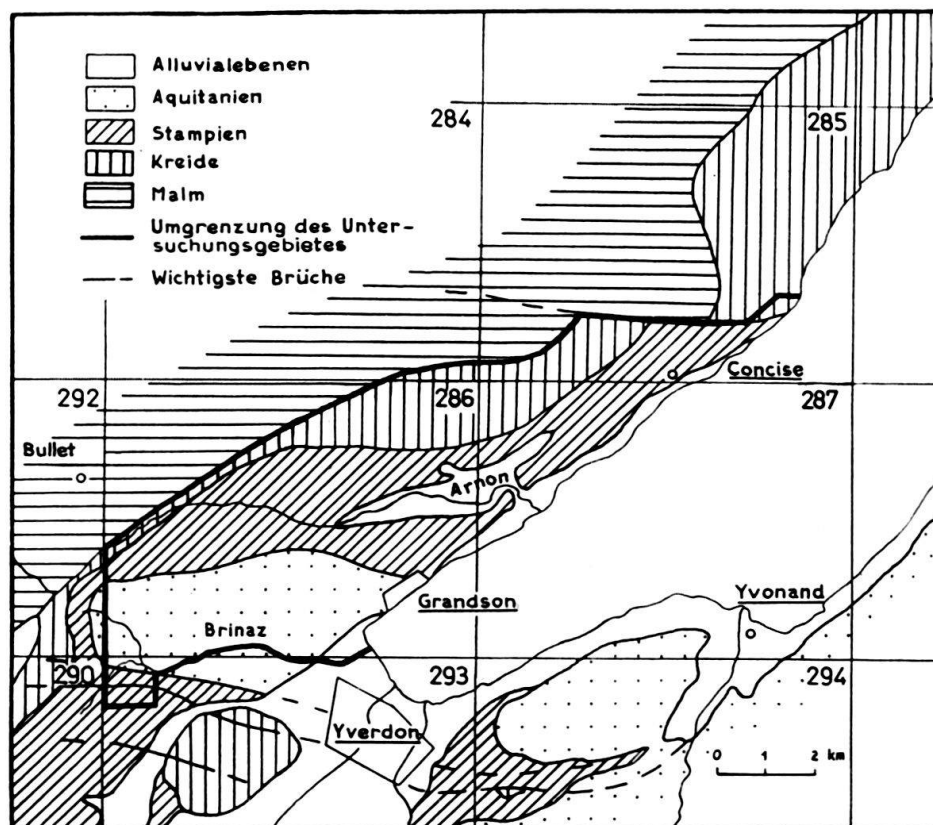 Alluvialebenen
Aquitanien
Stampien
Kreide
Malm
Umgrenzung des Unter-
suchungsgebietes
Wichtigste Brüche
284
285
292
286
287
Concise
Bullet
Arnon
Grandson
Yvonand
Brinaz
290
293
294
Yverdon
0 1 2 km